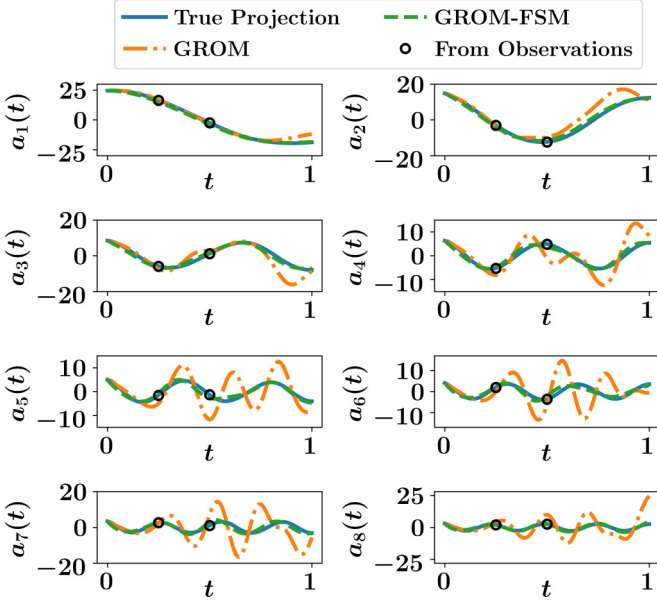 True Projection GROM-FSM
GROM From Observations
a₁(t) 25 0 −25 0 1 t
a₂(t) 20 0 −20 0 1 t
a₃(t) 20 0 −20 0 1 t
a₄(t) 10 0 −10 0 1 t
a₅(t) 10 0 −10 0 1 t
a₆(t) 10 0 −10 0 1 t
a₇(t) 20 0 −20 0 1 t
a₈(t) 25 0 −25 0 1 t